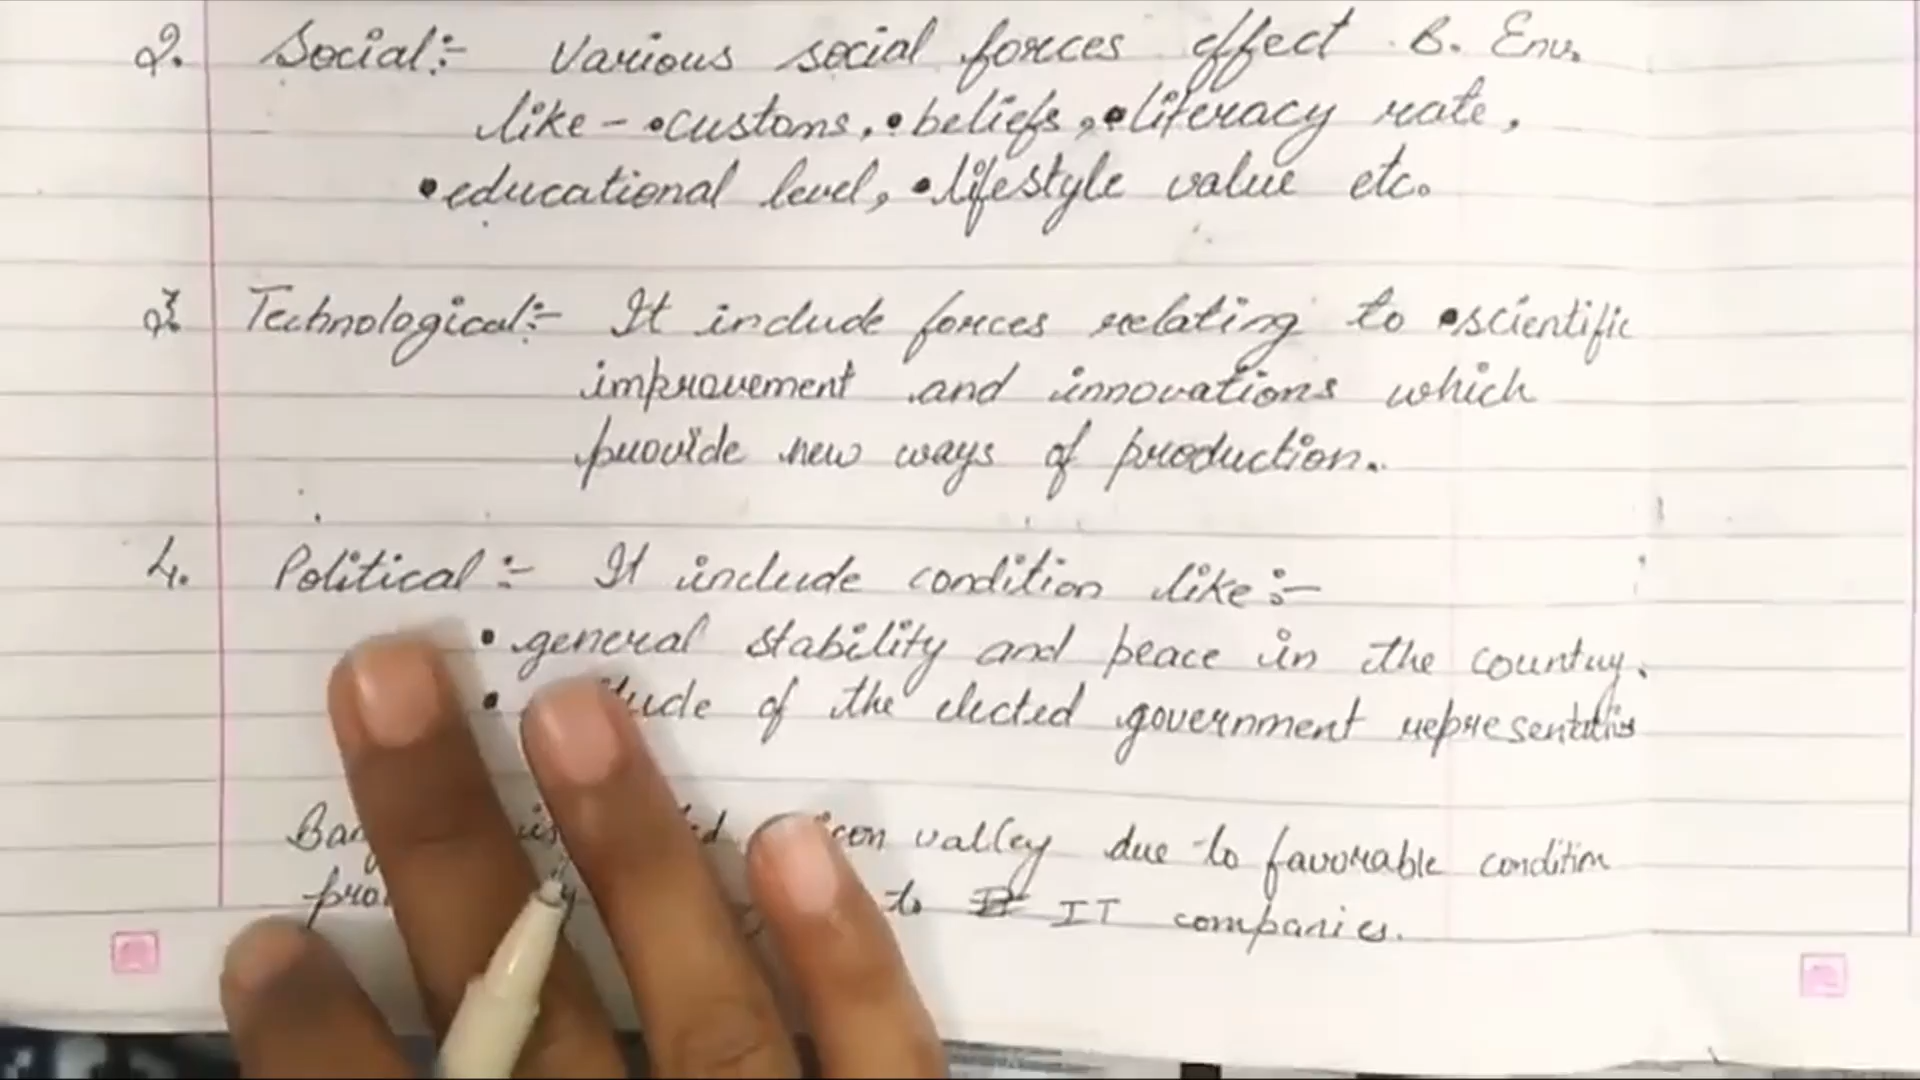 2. Social:- Various social forces effect B. Env.
like - •customs, •beliefs, •literacy rate,
•educational level, •lifestyle value etc.
3. Technological:- It include forces relating to •scientific
improvement and innovations which
provide new ways of production.
4. Political :- It include condition like :-
• general stability and peace in the country.
• of the elected government representatives
valley due to favorable condition
to IT companies.